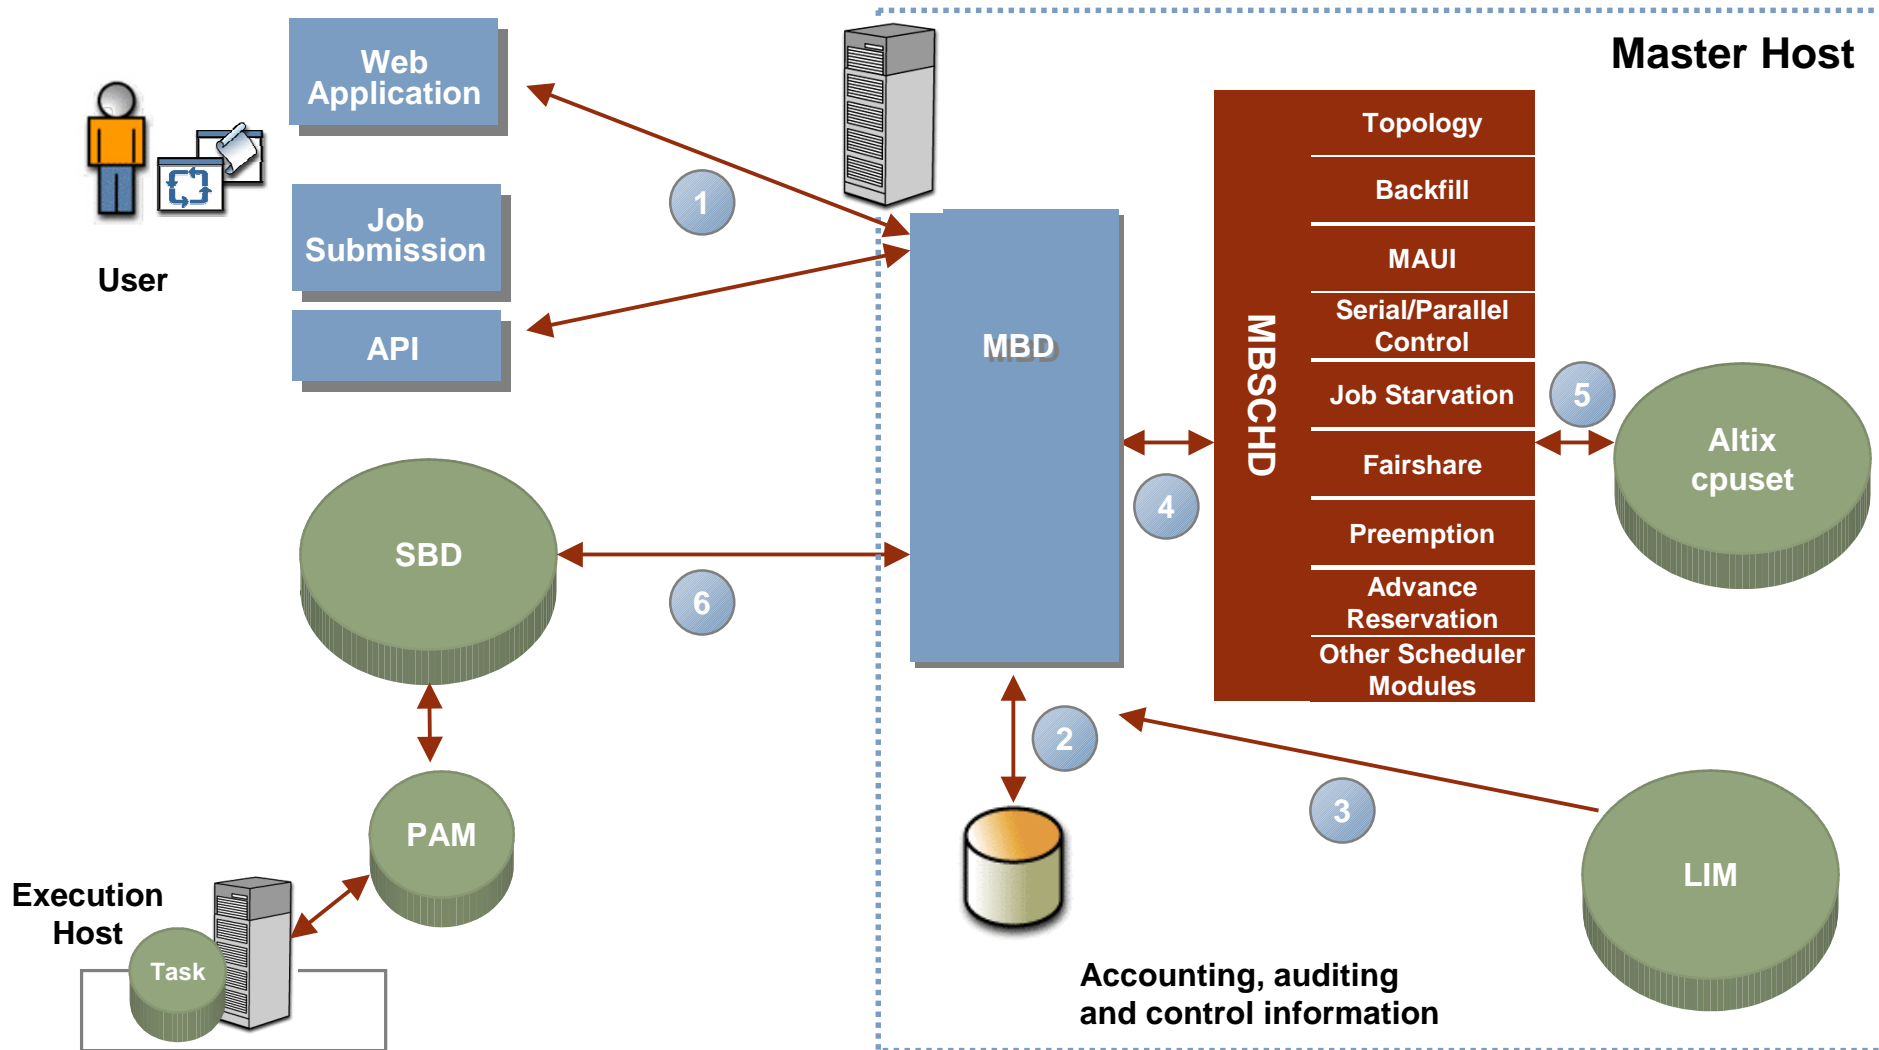 Master Host
Web
Application
Job
Submission
API
User
1
MBD
MBSCHD
Topology
Backfill
MAUI
Serial/Parallel
Control
Job Starvation
Fairshare
Preemption
Advance
Reservation
Other Scheduler
Modules
5
Altix
cpuset
4
SBD
6
2
3
PAM
LIM
Execution
Host
Task
Accounting, auditing
and control information